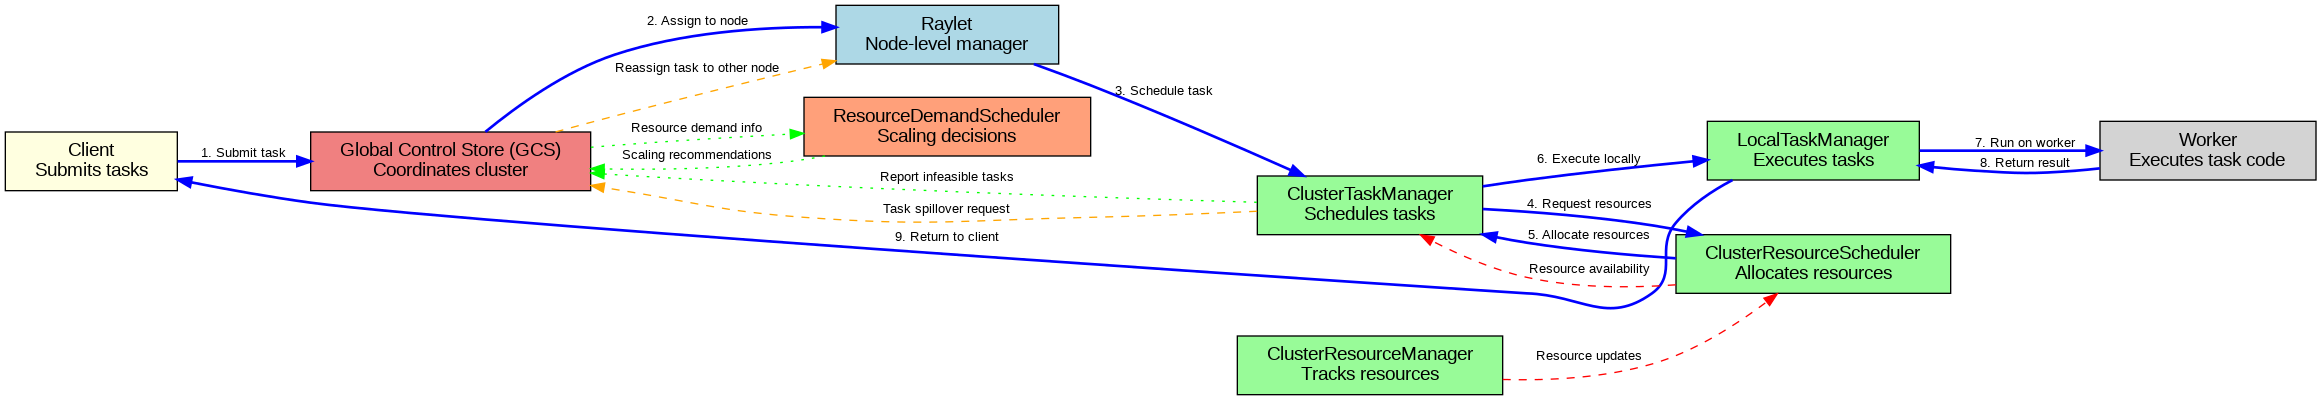 Client
Submits tasks
1. Submit task
Global Control Store (GCS)
Coordinates cluster
2. Assign to node
Reassign task to other node
Raylet
Node-level manager
Resource demand info
Scaling recommendations
ResourceDemandScheduler
Scaling decisions
Report infeasible tasks
Task spillover request
9. Return to client
3. Schedule task
ClusterTaskManager
Schedules tasks
6. Execute locally
4. Request resources
5. Allocate resources
Resource availability
LocalTaskManager
Executes tasks
7. Run on worker
8. Return result
Worker
Executes task code
ClusterResourceScheduler
Allocates resources
ClusterResourceManager
Tracks resources
Resource updates